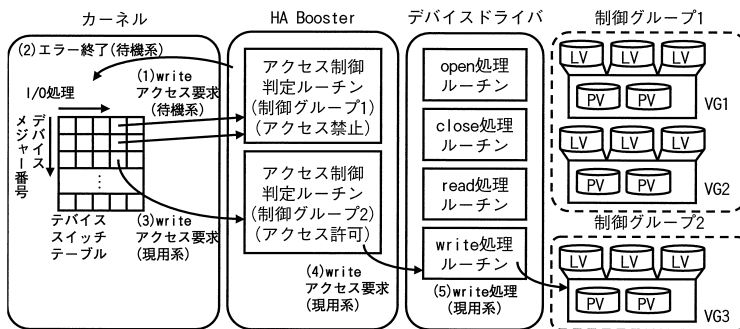 カーネル
HA Booster
デバイスドライバ
制御グループ1
(2)エラー終了(待機系)
(1)write
アクセス要求
(待機系)
I/O処理
デバイス
メジャー番号
⋮
デバイス
スイッチ
テーブル
(3)write
アクセス要求
(現用系)
アクセス制御
判定ルーチン
(制御グループ1)
(アクセス禁止)
アクセス制御
判定ルーチン
(制御グループ2)
(アクセス許可)
(4)write
アクセス要求
(現用系)
open処理
ルーチン
close処理
ルーチン
read処理
ルーチン
write処理
ルーチン
(5)write処理
(現用系)
LV LV LV
PV PV
VG1
LV LV LV
PV PV
VG2
制御グループ2
LV LV LV
PV PV
VG3